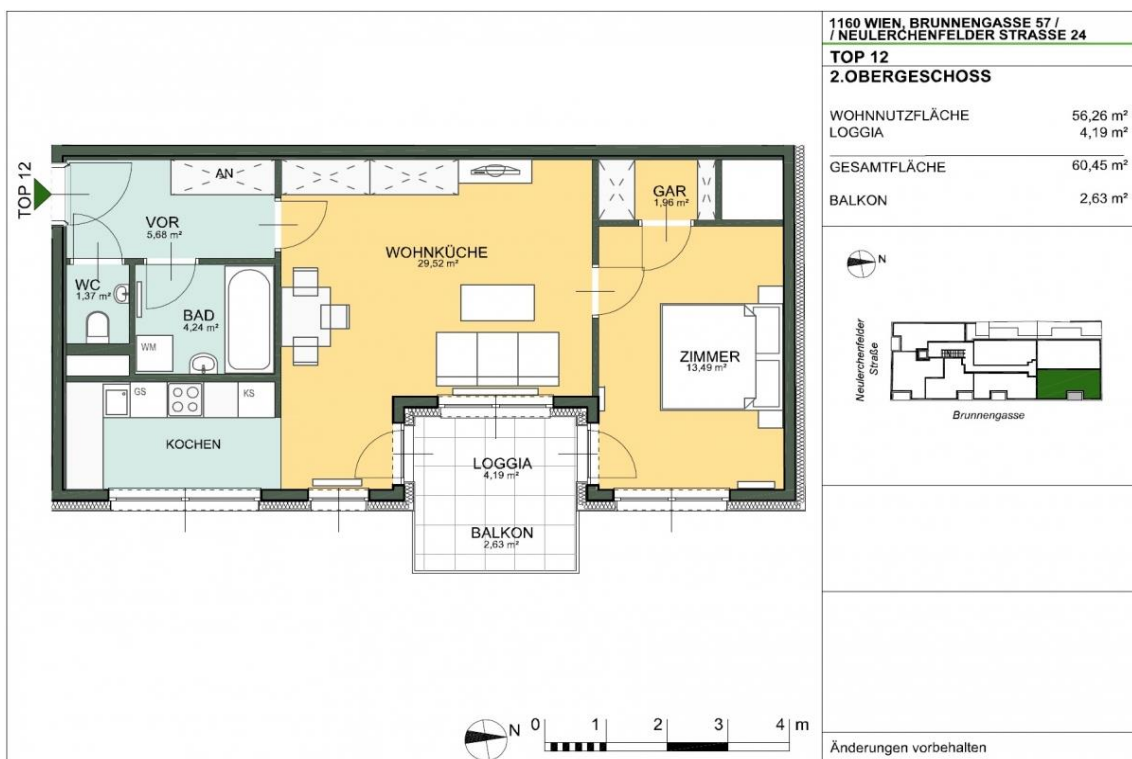 1160 WIEN, BRUNNENGASSE 57 /
/ NEULERCHENFELDER STRASSE 24
TOP 12
2.OBERGESCHOSS
WOHNNUTZFLÄCHE 56,26 m²
LOGGIA 4,19 m²
GESAMTFLÄCHE 60,45 m²
BALKON 2,63 m²
N
Neulerchenfelder
Straße
Brunnengasse
Änderungen vorbehalten
TOP 12
AN
VOR
5,68 m²
GAR
1,96 m²
WOHNKÜCHE
29,52 m²
WC
1,37 m²
BAD
4,24 m²
WM
ZIMMER
13,49 m²
GS
KS
KOCHEN
LOGGIA
4,19 m²
BALKON
2,63 m²
N
0 1 2 3 4 m